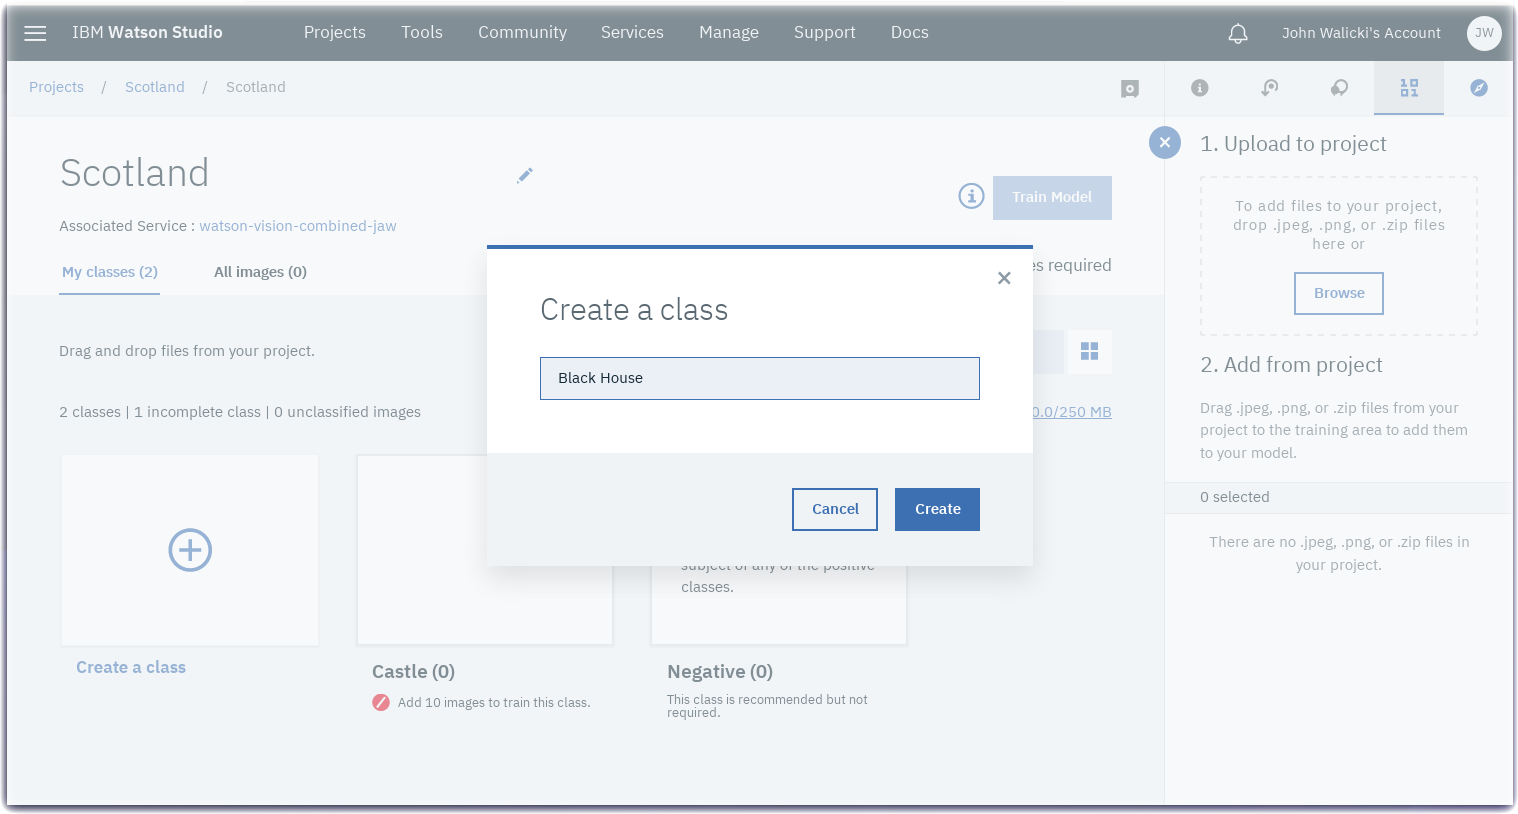 IBM Watson Studio
Projects
Tools
Community
Services
Manage
Support
Docs
John Walicki's Account
JW
Projects / Scotland / Scotland
Scotland
Train Model
Associated Service : watson-vision-combined-jaw
My classes (2)
All images (0)
required
Drag and drop files from your project.
2 classes | 1 incomplete class | 0 unclassified images
0.0/250 MB
Create a class
Black House
Cancel
Create
subject of any of the positive
classes.
Create a class
Castle (0)
Add 10 images to train this class.
Negative (0)
This class is recommended but not
required.
1. Upload to project
To add files to your project,
drop .jpeg, .png, or .zip files
here or
Browse
2. Add from project
Drag .jpeg, .png, or .zip files from your
project to the training area to add them
to your model.
0 selected
There are no .jpeg, .png, or .zip files in
your project.